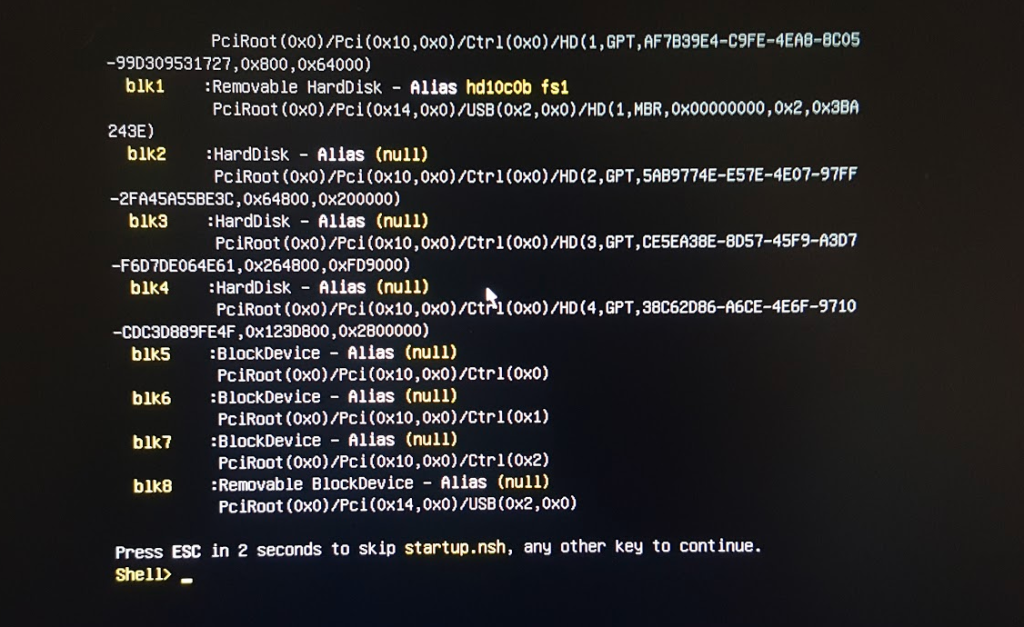 PciRoot(0x0)/Pci(0x10,0x0)/Ctrl(0x0)/HD(1,GPT,AF7B39E4-C9FE-4EA8-8C05
-99D309531727,0x800,0x64000)
blk1 :Removable HardDisk - Alias hd10c0b fs1
PciRoot(0x0)/Pci(0x14,0x0)/USB(0x2,0x0)/HD(1,MBR,0x00000000,0x2,0x3BA
243E)
blk2 :HardDisk - Alias (null)
PciRoot(0x0)/Pci(0x10,0x0)/Ctrl(0x0)/HD(2,GPT,5AB9774E-E57E-4E07-97FF
-2FA45A55BE3C,0x64800,0x200000)
blk3 :HardDisk - Alias (null)
PciRoot(0x0)/Pci(0x10,0x0)/Ctrl(0x0)/HD(3,GPT,CE5EA38E-8D57-45F9-A3D7
-F6D7DE064E61,0x264800,0xFD9000)
blk4 :HardDisk - Alias (null)
PciRoot(0x0)/Pci(0x10,0x0)/Ctrl(0x0)/HD(4,GPT,38C62D86-A6CE-4E6F-9710
-CDC3D889FE4F,0x123D800,0x2800000)
blk5 :BlockDevice - Alias (null)
PciRoot(0x0)/Pci(0x10,0x0)/Ctrl(0x0)
blk6 :BlockDevice - Alias (null)
PciRoot(0x0)/Pci(0x10,0x0)/Ctrl(0x1)
blk7 :BlockDevice - Alias (null)
PciRoot(0x0)/Pci(0x10,0x0)/Ctrl(0x2)
blk8 :Removable BlockDevice - Alias (null)
PciRoot(0x0)/Pci(0x14,0x0)/USB(0x2,0x0)
Press ESC in 2 seconds to skip startup.nsh, any other key to continue.
Shell> _